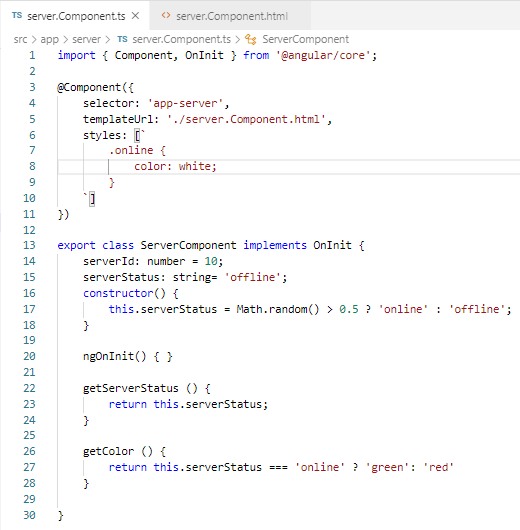 TS server.Component.ts × <> server.Component.html
src > app > server > TS server.Component.ts > ServerComponent
1 import { Component, OnInit } from '@angular/core';
2
3 @Component({
4     selector: 'app-server',
5     templateUrl: './server.Component.html',
6     styles: [`
7         .online {
8             color: white;
9         }
10     `]
11 })
12
13 export class ServerComponent implements OnInit {
14     serverId: number = 10;
15     serverStatus: string= 'offline';
16     constructor() {
17         this.serverStatus = Math.random() > 0.5 ? 'online' : 'offline';
18     }
19
20     ngOnInit() { }
21
22     getServerStatus () {
23         return this.serverStatus;
24     }
25
26     getColor () {
27         return this.serverStatus === 'online' ? 'green': 'red'
28     }
29
30 }